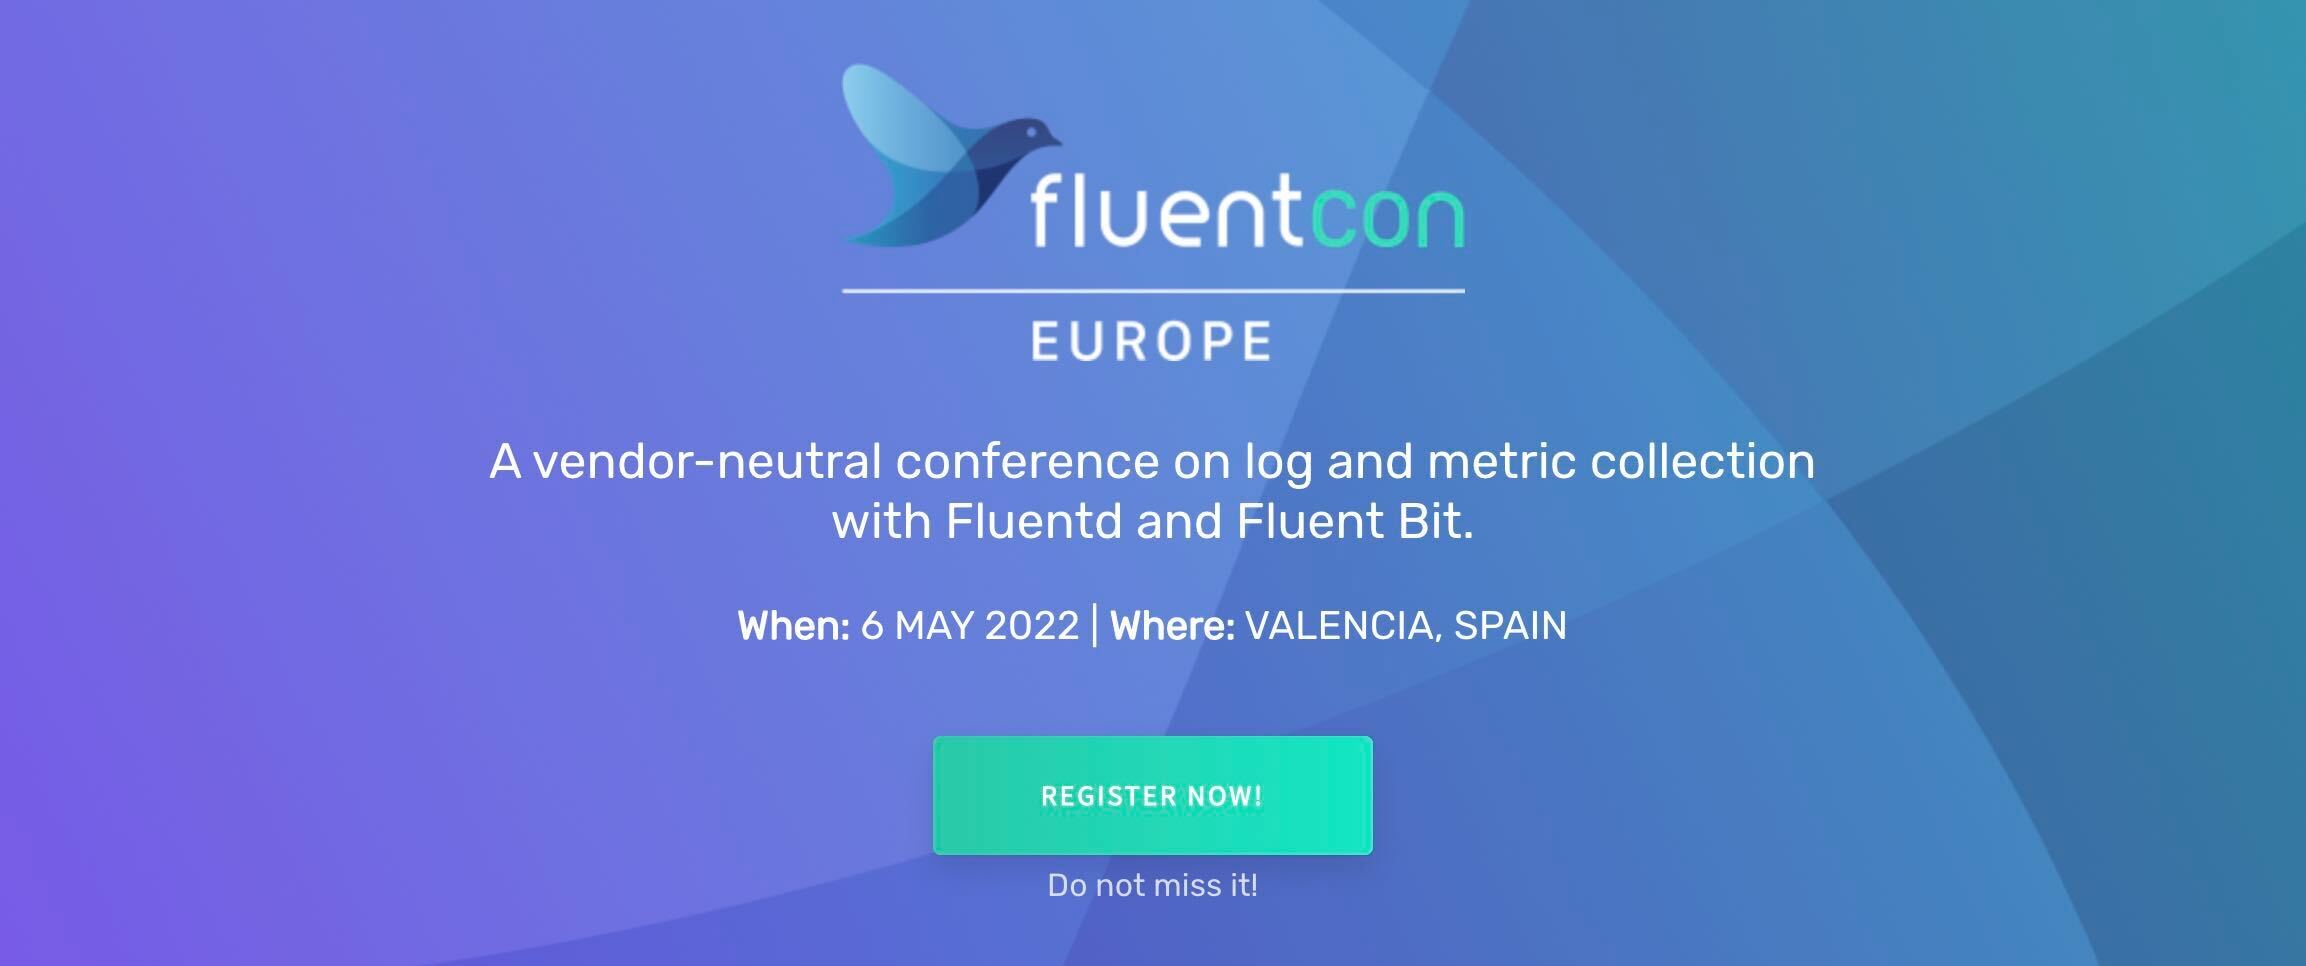 fluentcon
EUROPE
A vendor-neutral conference on log and metric collection
with Fluentd and Fluent Bit.
When: 6 MAY 2022 | Where: VALENCIA, SPAIN
REGISTER NOW!
Do not miss it!